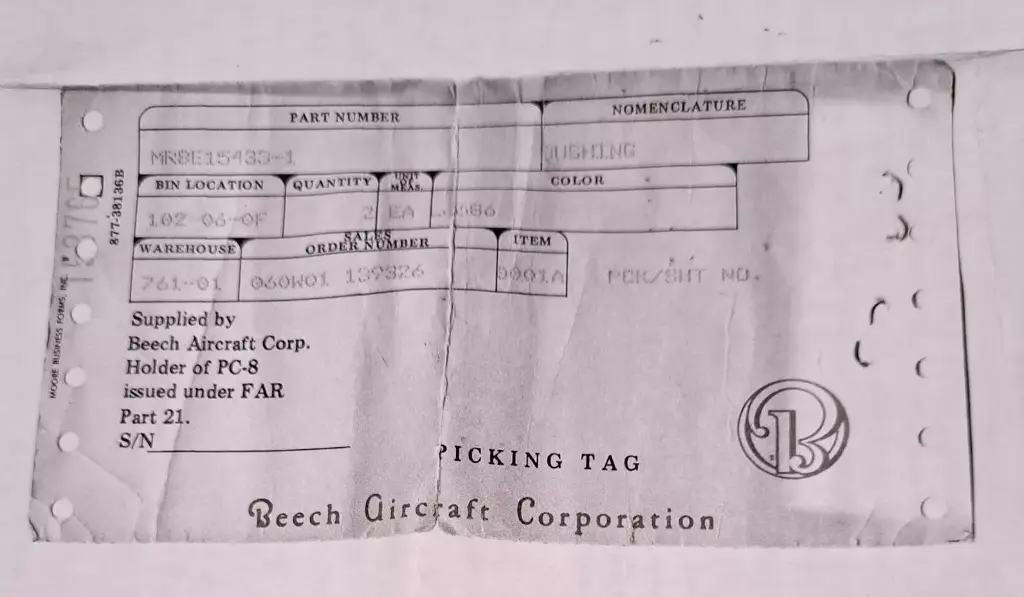 PART NUMBER NOMENCLATURE
MR8E15433-1 BUSHING
BIN LOCATION QUANTITY UNIT OF MEAS. COLOR
102-06-0F 2 EA
WAREHOUSE SALES ORDER NUMBER ITEM
761-01 060W01 139326 0001A PCK/SHT NO.
Supplied by
Beech Aircraft Corp.
Holder of PC-8
issued under FAR
Part 21.
S/N
PICKING TAG
Beech Aircraft Corporation
B
877-38136B
MOORE BUSINESS FORMS, INC.